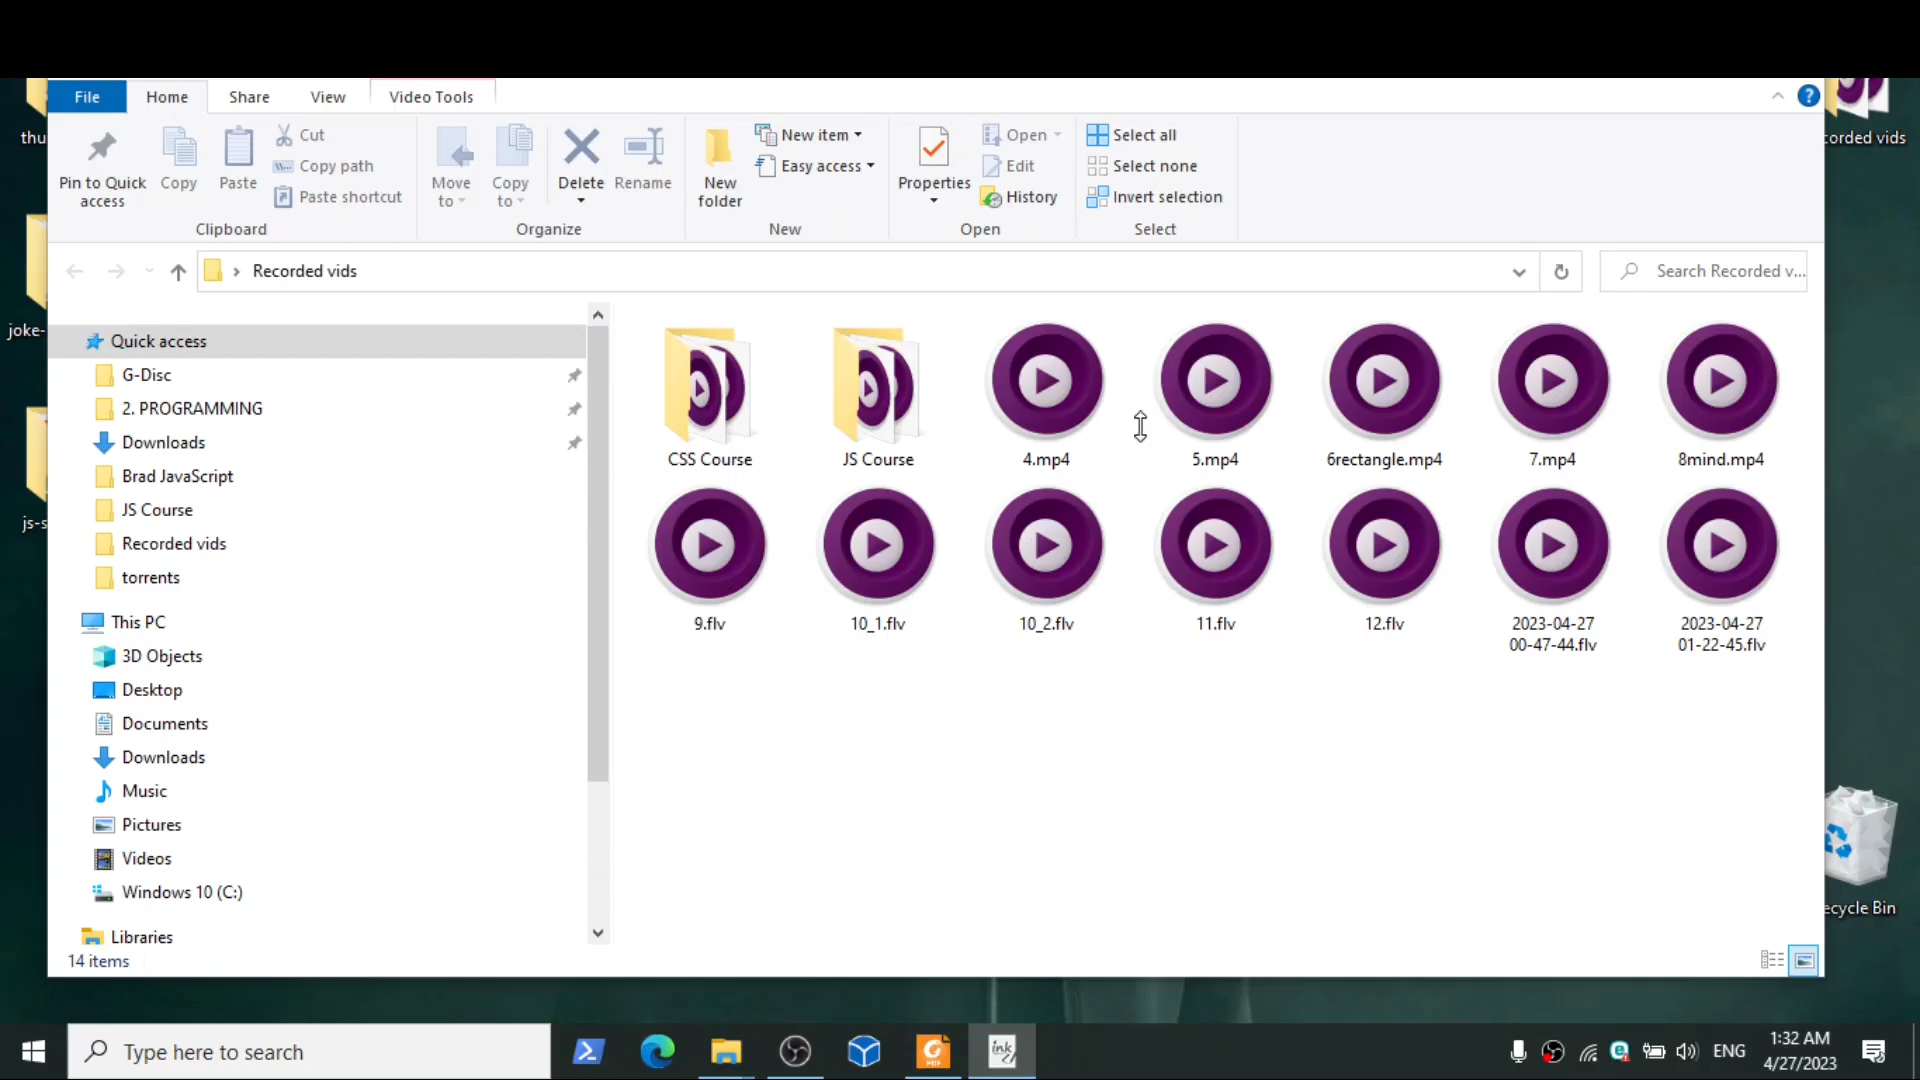 File
Home
Share
View
Video Tools
Pin to Quick
access
Copy
Paste
Cut
Copy path
Paste shortcut
Clipboard
Move
to
Copy
to
Delete
Rename
Organize
New
folder
New item
Easy access
New
Properties
Open
Edit
History
Open
Select all
Select none
Invert selection
Select
Recorded vids
Search Recorded v...
Quick access
G-Disc
2. PROGRAMMING
Downloads
Brad JavaScript
JS Course
Recorded vids
torrents
This PC
3D Objects
Desktop
Documents
Downloads
Music
Pictures
Videos
Windows 10 (C:)
Libraries
14 items
CSS Course
JS Course
4.mp4
5.mp4
6rectangle.mp4
7.mp4
8mind.mp4
9.flv
10_1.flv
10_2.flv
11.flv
12.flv
2023-04-27
00-47-44.flv
2023-04-27
01-22-45.flv
thu
joke-
js-s
corded vids
ecycle Bin
Type here to search
ink
PDF
ENG
1:32 AM
4/27/2023